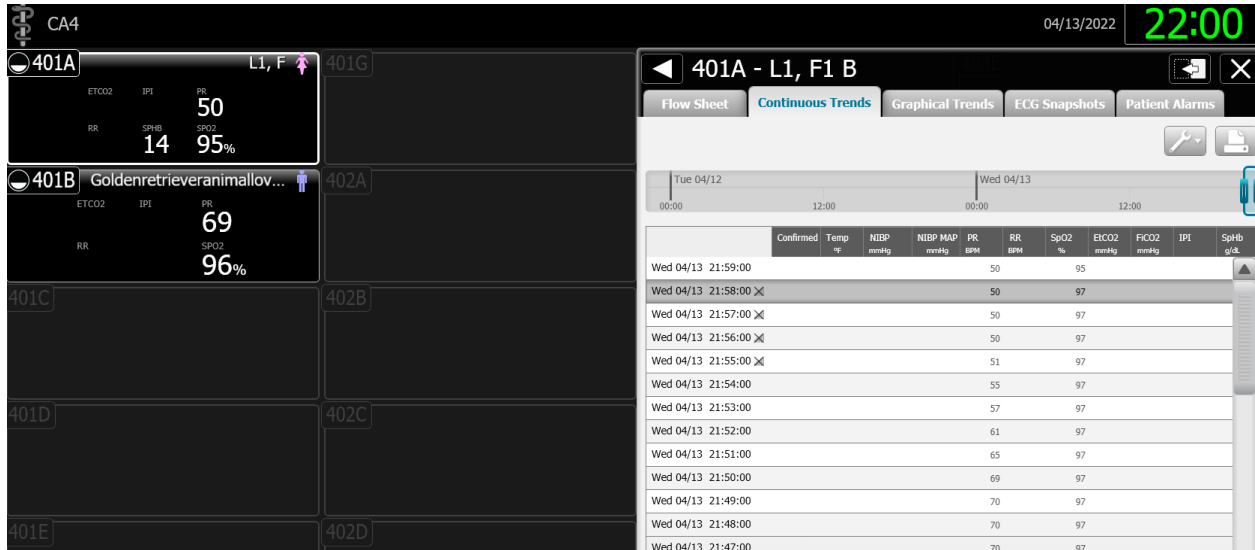 CA4
04/13/2022
22:00
401A
L1, F
ETCO2 IPI PR
50
RR SPHB SPO2
14 95%
401B
Goldenretrieveranimallov...
ETCO2 IPI PR
69
RR SPO2
96%
401C
401D
401E
401G
402A
402B
402C
402D
401A - L1, F1 B
Flow Sheet Continuous Trends Graphical Trends ECG Snapshots Patient Alarms
Tue 04/12 Wed 04/13
00:00 12:00 00:00 12:00
Confirmed Temp NIBP NIBP MAP PR RR SpO2 EtCO2 FiCO2 IPI SpHb
°F mmHg mmHg BPM BPM % mmHg mmHg g/dL
Wed 04/13 21:59:00 50 95
Wed 04/13 21:58:00 50 97
Wed 04/13 21:57:00 50 97
Wed 04/13 21:56:00 50 97
Wed 04/13 21:55:00 51 97
Wed 04/13 21:54:00 55 97
Wed 04/13 21:53:00 57 97
Wed 04/13 21:52:00 61 97
Wed 04/13 21:51:00 65 97
Wed 04/13 21:50:00 69 97
Wed 04/13 21:49:00 70 97
Wed 04/13 21:48:00 70 97
Wed 04/13 21:47:00 70 97